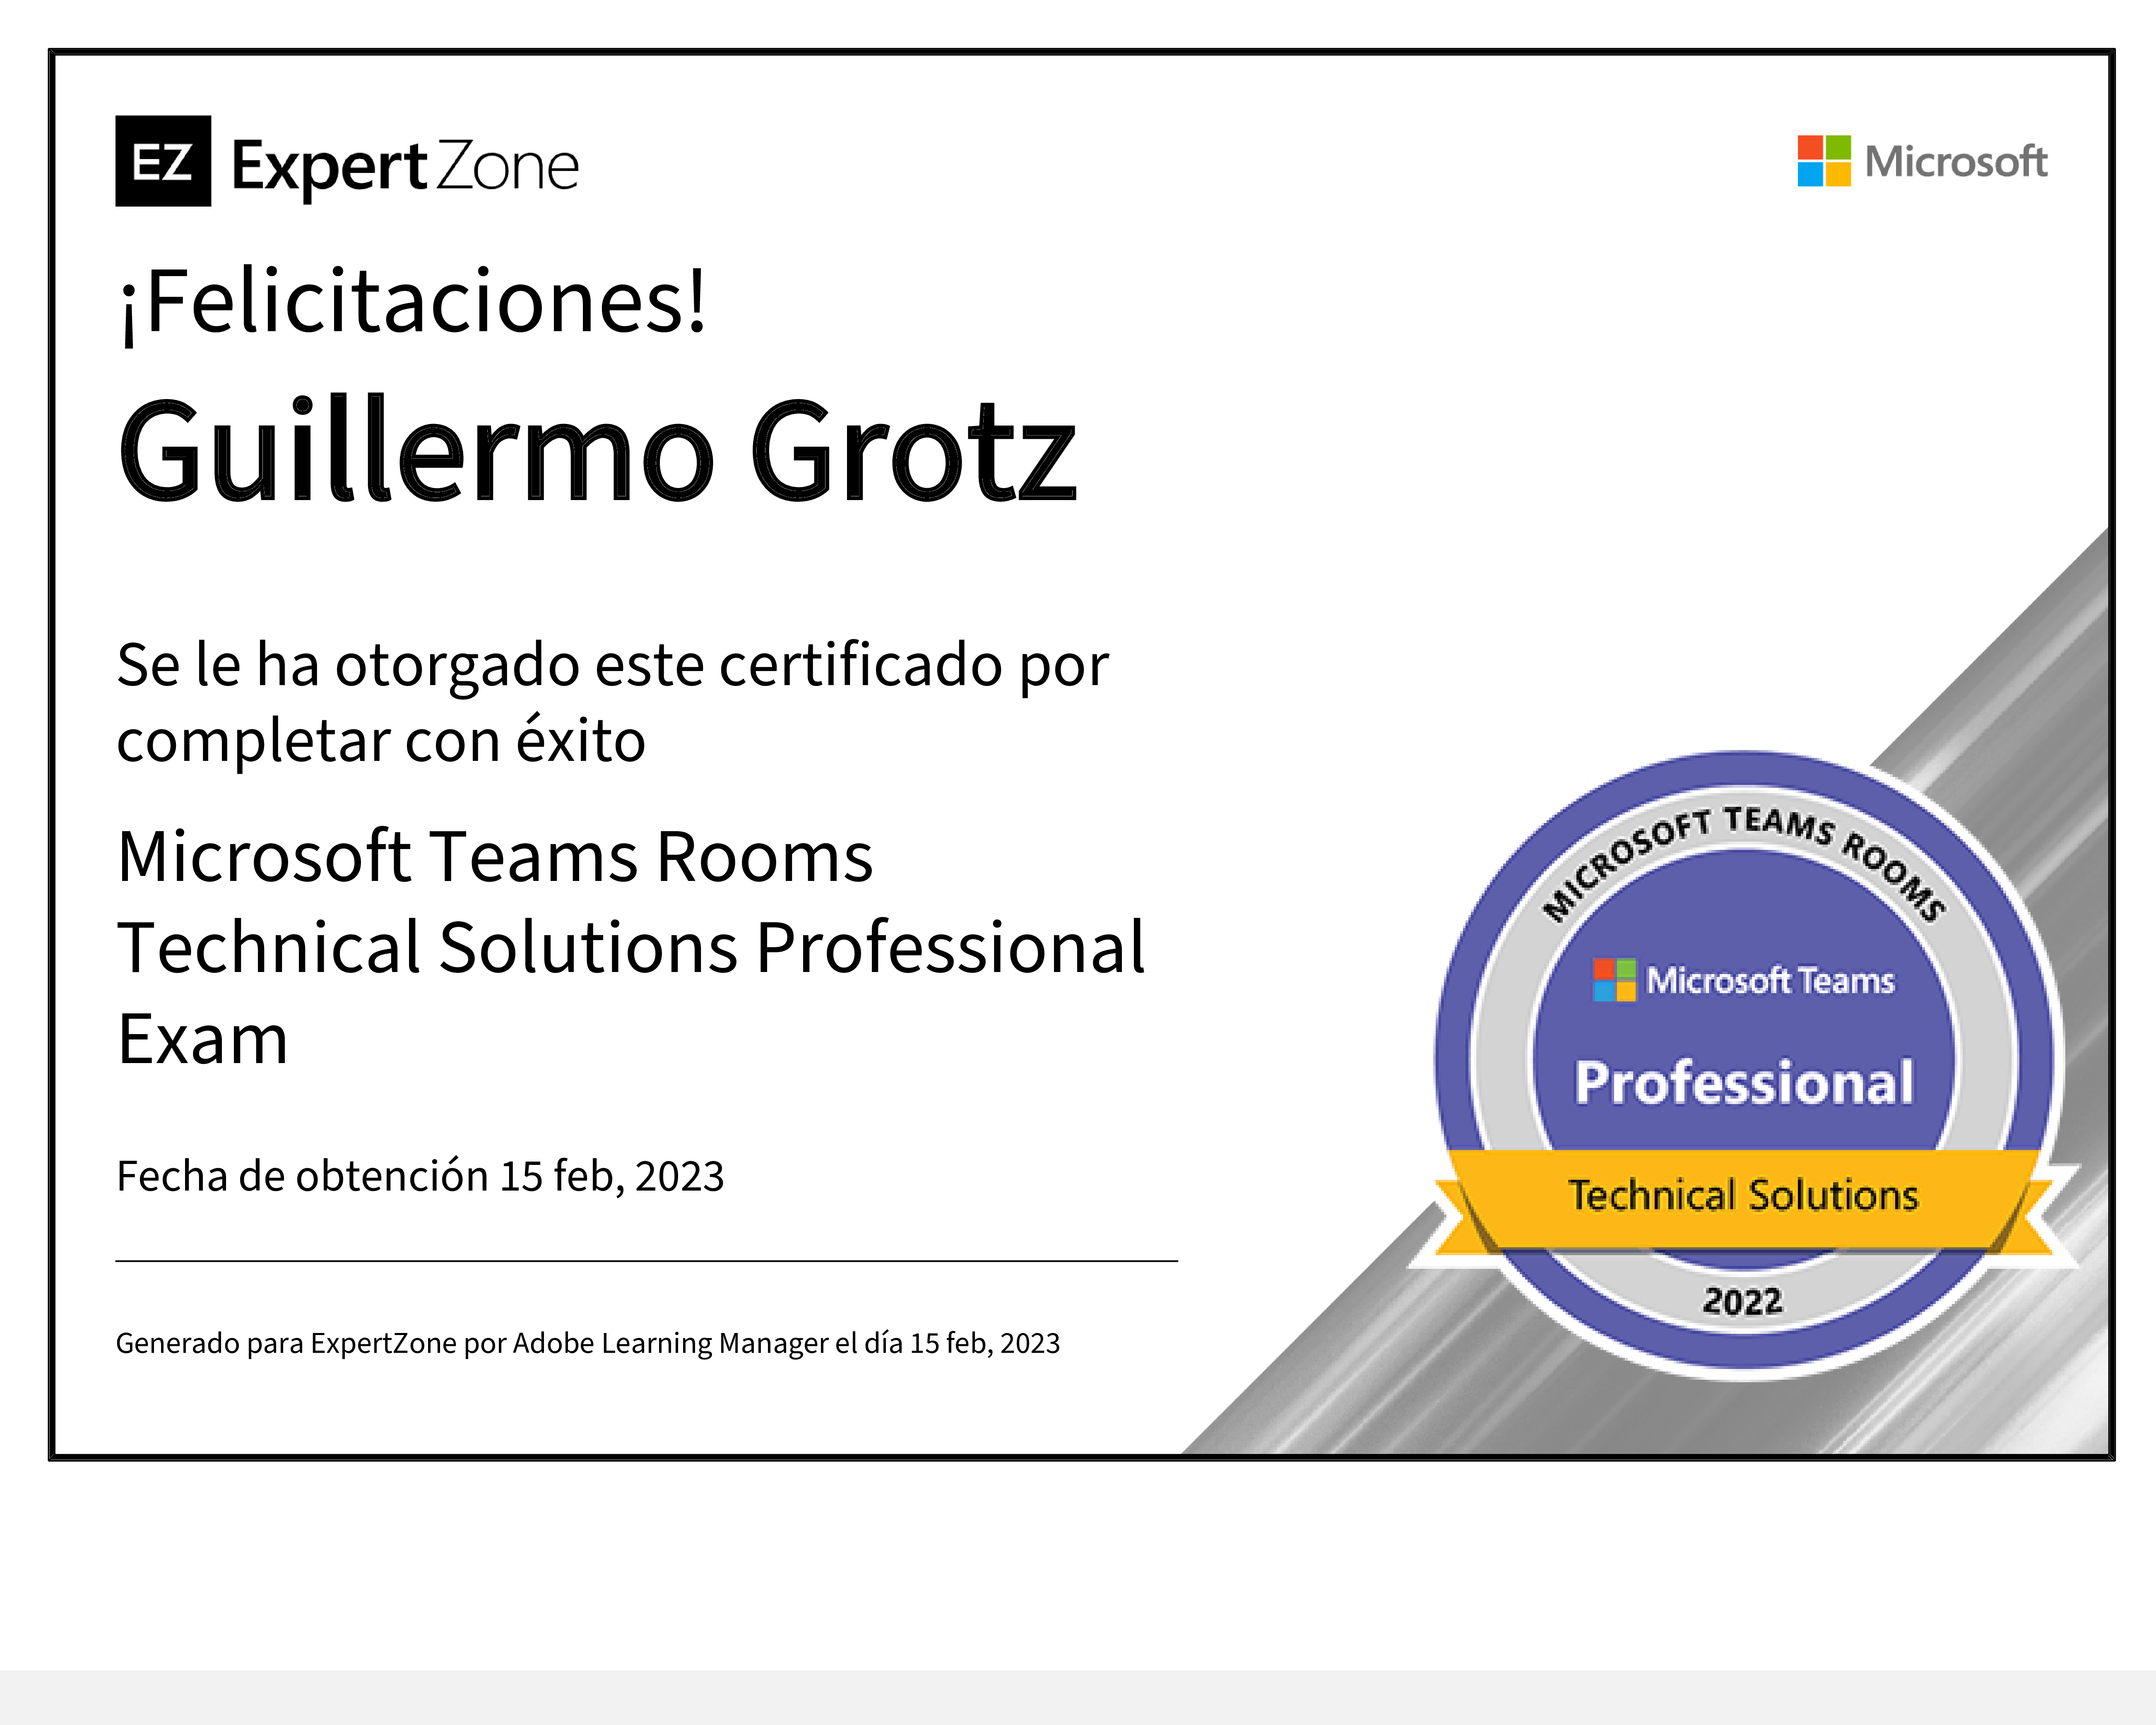 EZ Expert Zone
Microsoft
¡Felicitaciones!
Guillermo Grotz
Se le ha otorgado este certificado por
completar con éxito
Microsoft Teams Rooms
Technical Solutions Professional
Exam
Fecha de obtención 15 feb, 2023
Generado para ExpertZone por Adobe Learning Manager el día 15 feb, 2023
MICROSOFT TEAMS ROOMS
Microsoft Teams
Professional
Technical Solutions
2022